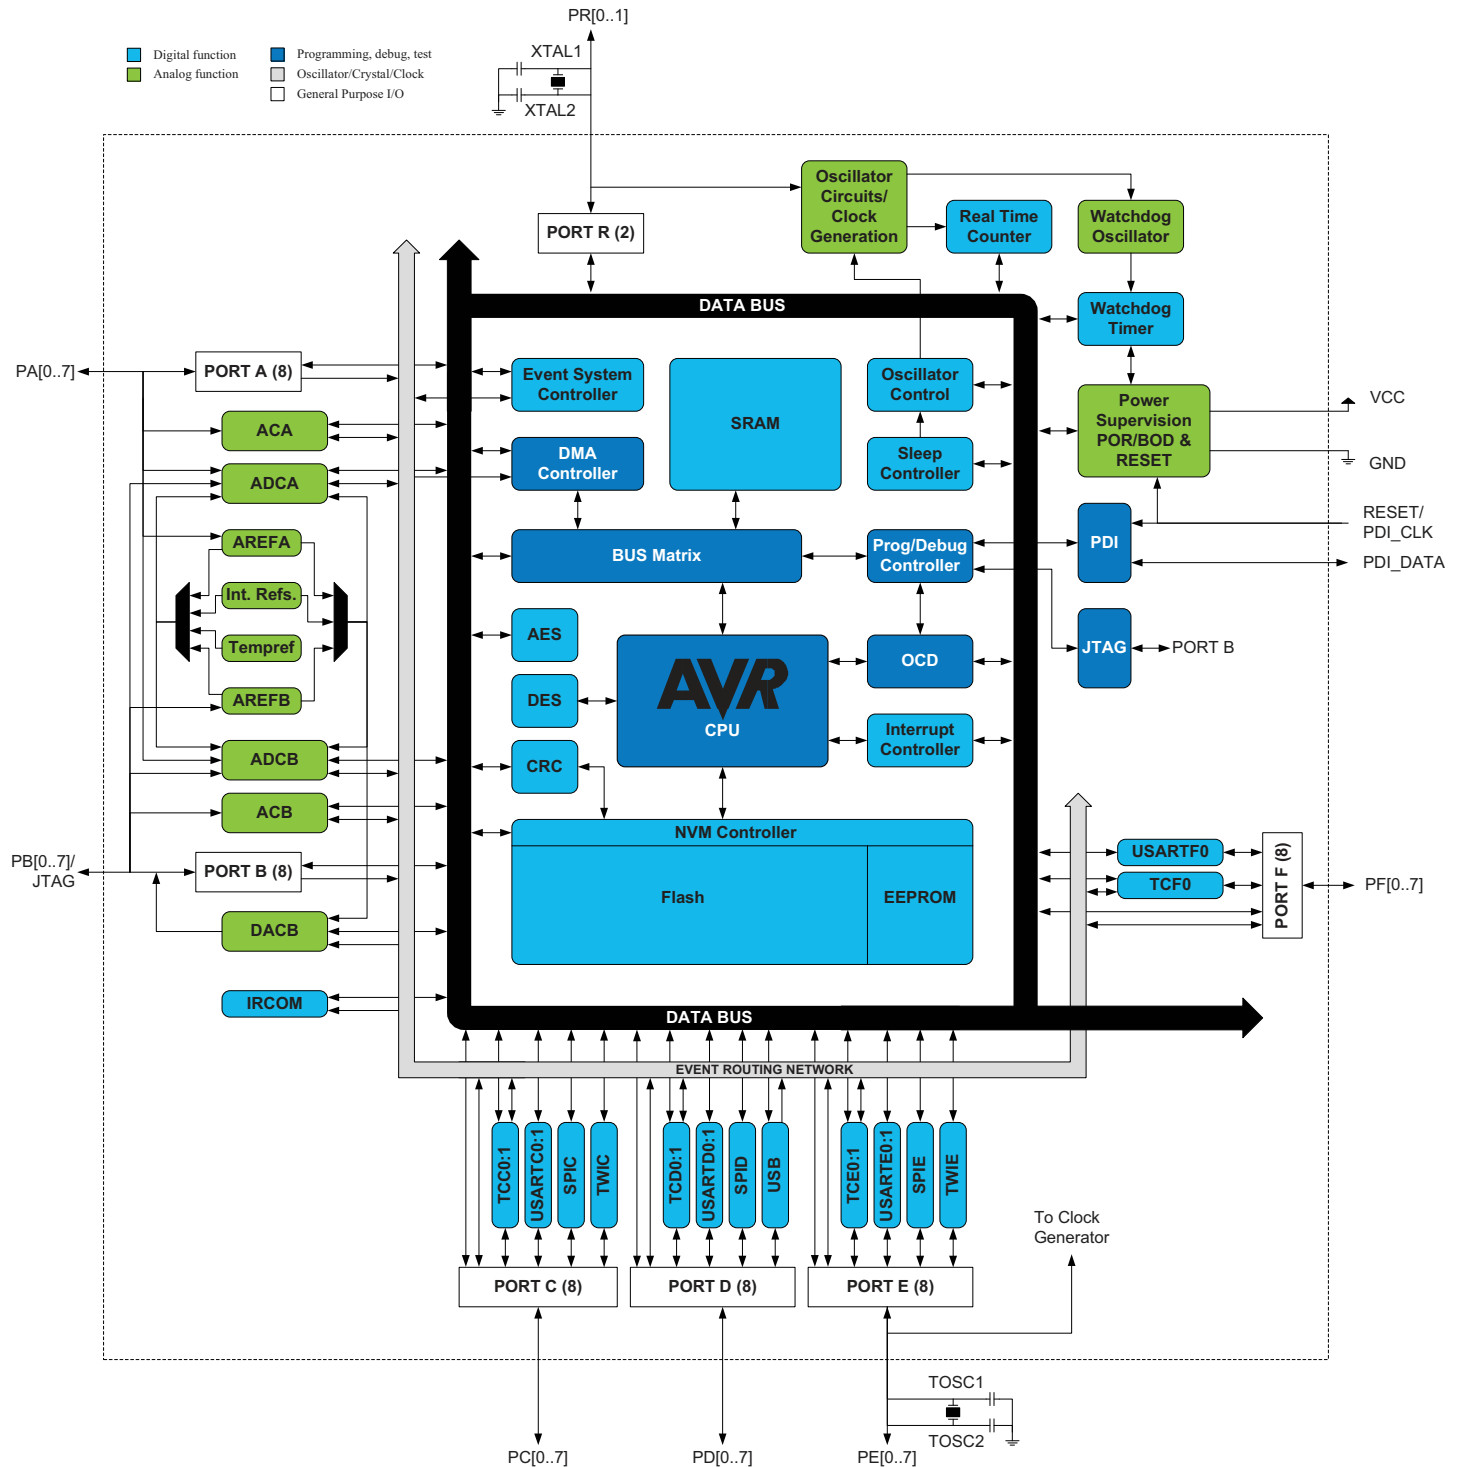 PR[0..1]
Digital function
Analog function
Programming, debug, test
Oscillator/Crystal/Clock
General Purpose I/O
XTAL1
XTAL2
PORT R (2)
Oscillator
Circuits/
Clock
Generation
Real Time
Counter
Watchdog
Oscillator
DATA BUS
Watchdog
Timer
PA[0..7]
PORT A (8)
Event System
Controller
SRAM
Oscillator
Control
Power
Supervision
POR/BOD &
RESET
VCC
GND
ACA
DMA
Controller
Sleep
Controller
ADCA
RESET/
PDI_CLK
PDI
PDI_DATA
AREFA
BUS Matrix
Prog/Debug
Controller
Int. Refs.
AES
Tempref
AVR
CPU
OCD
JTAG
PORT B
AREFB
DES
Interrupt
Controller
ADCB
CRC
ACB
NVM Controller
Flash
EEPROM
PB[0..7]/
JTAG
PORT B (8)
DACB
IRCOM
USARTF0
TCF0
PORT F (8)
PF[0..7]
DATA BUS
EVENT ROUTING NETWORK
TCC0:1
USARTC0:1
SPIC
TWIC
TCD0:1
USARTD0:1
SPID
USB
TCE0:1
USARTE0:1
SPIE
TWIE
To Clock
Generator
PORT C (8)
PORT D (8)
PORT E (8)
TOSC1
TOSC2
PC[0..7]
PD[0..7]
PE[0..7]